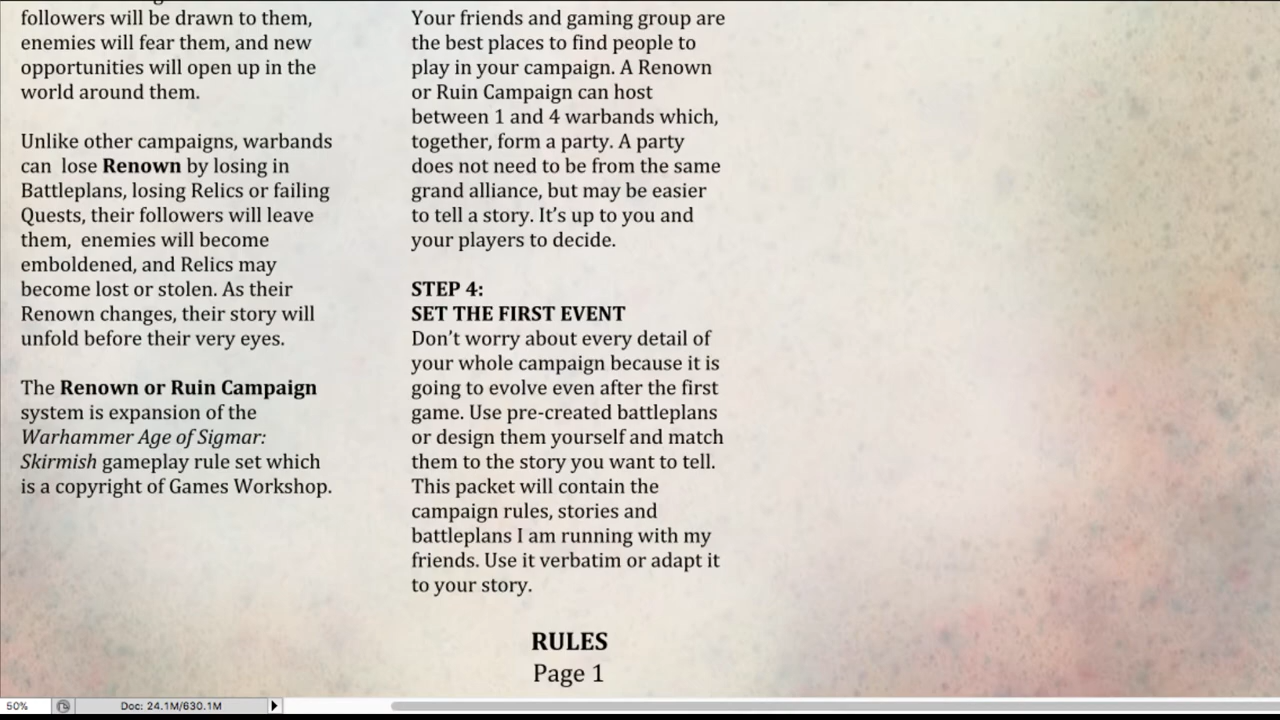 followers will be drawn to them,
enemies will fear them, and new
opportunities will open up in the
world around them.
Unlike other campaigns, warbands
can  lose Renown by losing in
Battleplans, losing Relics or failing
Quests, their followers will leave
them,  enemies will become
emboldened, and Relics may
become lost or stolen. As their
Renown changes, their story will
unfold before their very eyes.
The Renown or Ruin Campaign
system is expansion of the
Warhammer Age of Sigmar:
Skirmish gameplay rule set which
is a copyright of Games Workshop.
Your friends and gaming group are
the best places to find people to
play in your campaign. A Renown
or Ruin Campaign can host
between 1 and 4 warbands which,
together, form a party. A party
does not need to be from the same
grand alliance, but may be easier
to tell a story. It’s up to you and
your players to decide.
STEP 4:
SET THE FIRST EVENT
Don’t worry about every detail of
your whole campaign because it is
going to evolve even after the first
game. Use pre-created battleplans
or design them yourself and match
them to the story you want to tell.
This packet will contain the
campaign rules, stories and
battleplans I am running with my
friends. Use it verbatim or adapt it
to your story.
RULES
Page 1
50%
Doc: 24.1M/630.1M